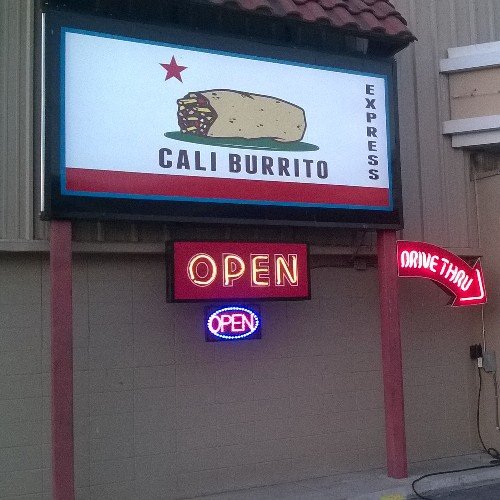 CALI BURRITO
EXPRESS
OPEN
OPEN
DRIVE THRU